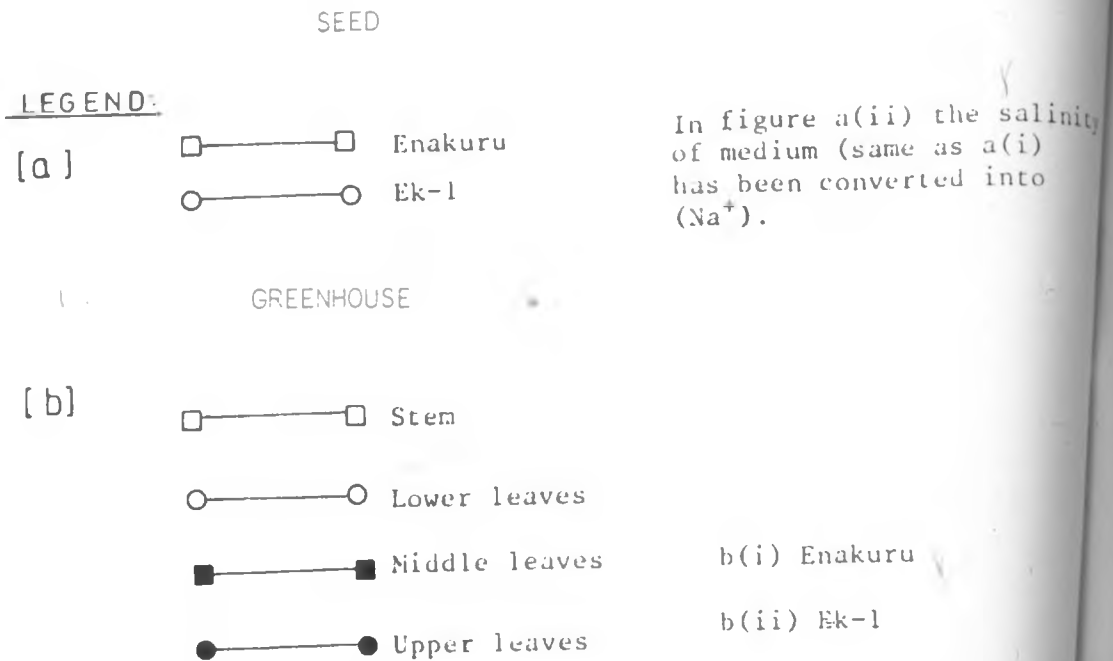 SEED
LEGEND:
[a]
Enakuru
Ek-1
In figure a(ii) the salinity
of medium (same as a(i)
has been converted into
(Na⁺).
GREENHOUSE
[b]
Stem
Lower leaves
Middle leaves
Upper leaves
b(i) Enakuru
b(ii) Ek-1